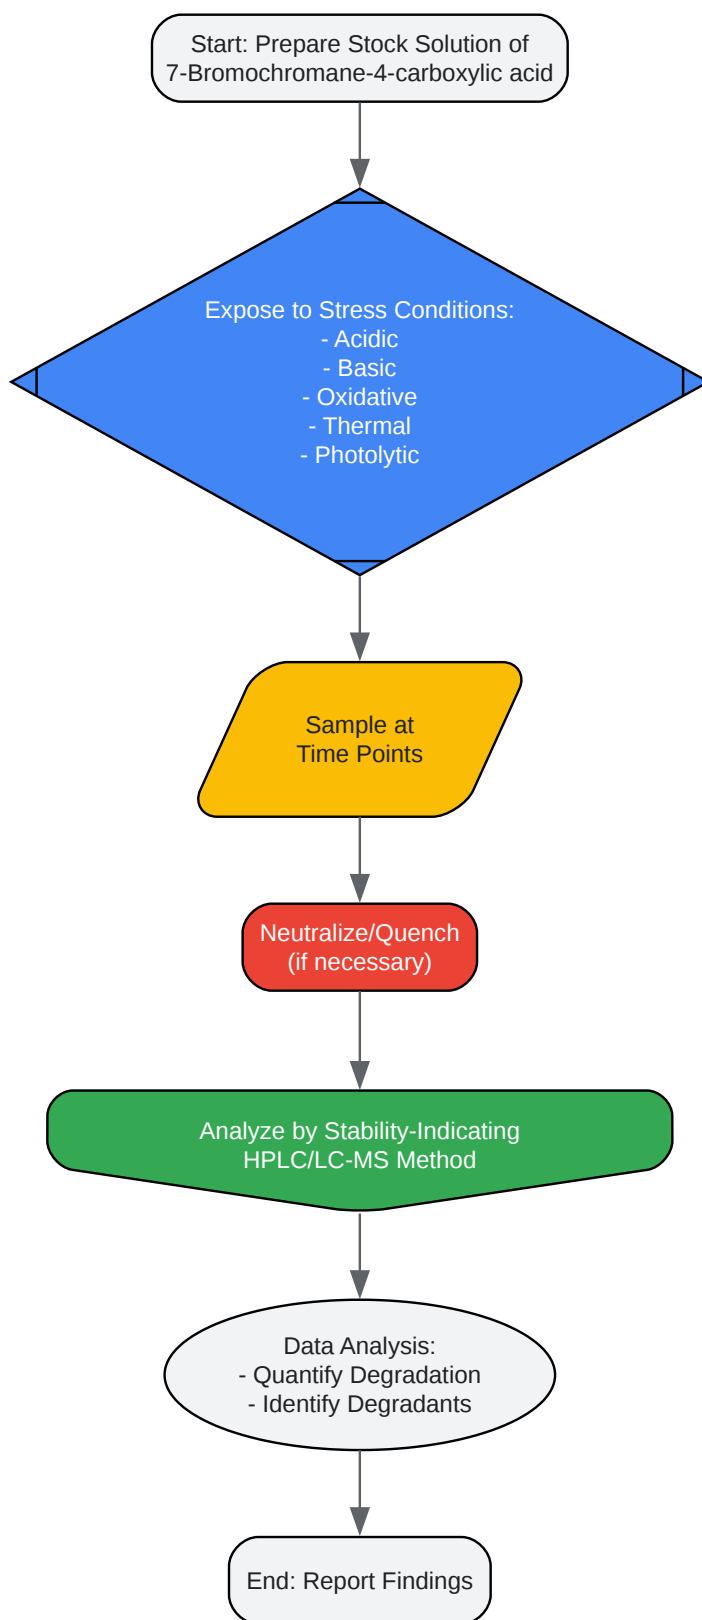 Start: Prepare Stock Solution of
7-Bromochromane-4-carboxylic acid
Expose to Stress Conditions:
- Acidic
- Basic
- Oxidative
- Thermal
- Photolytic
Sample at
Time Points
Neutralize/Quench
(if necessary)
Analyze by Stability-Indicating
HPLC/LC-MS Method
Data Analysis:
- Quantify Degradation
- Identify Degradants
End: Report Findings